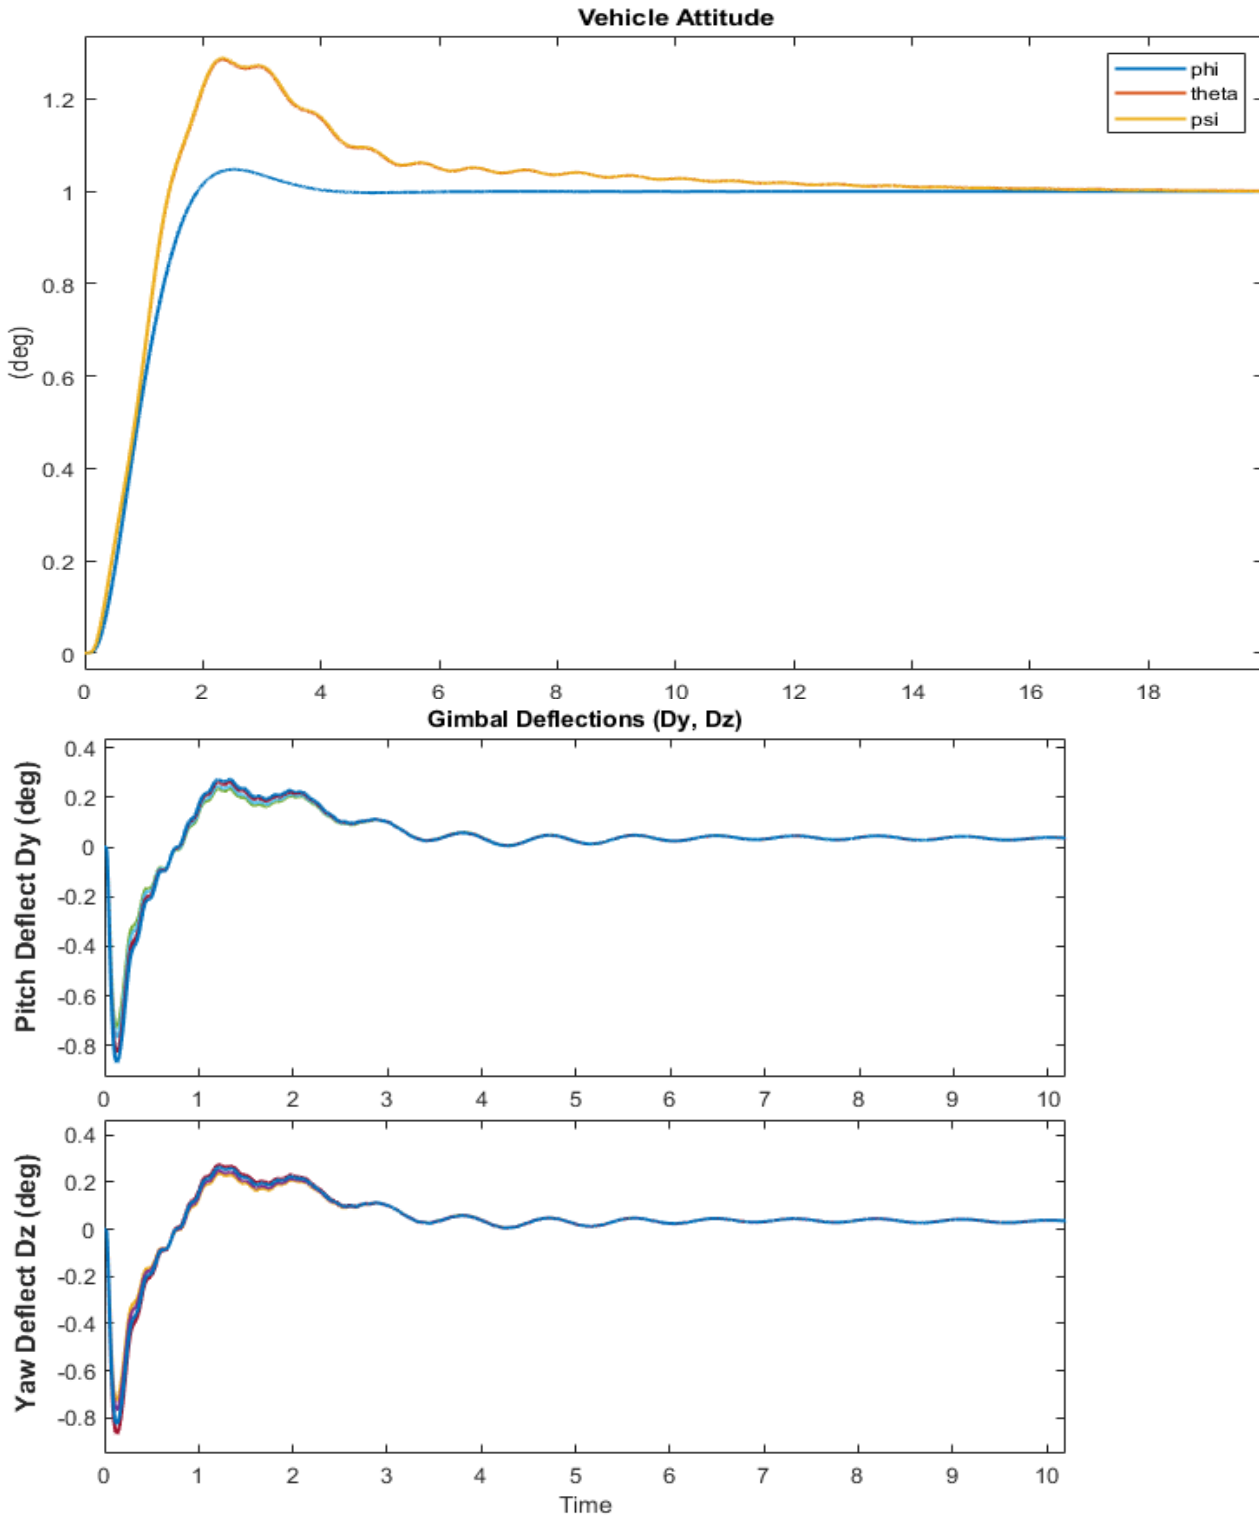 Vehicle Attitude
phi
theta
psi
1.2
1
0.8
0.6
0.4
0.2
0
(deg)
0 2 4 6 8 10 12 14 16 18
Gimbal Deflections (Dy, Dz)
0.4
0.2
0
-0.2
-0.4
-0.6
-0.8
Pitch Deflect Dy (deg)
0 1 2 3 4 5 6 7 8 9 10
0.4
0.2
0
-0.2
-0.4
-0.6
-0.8
Yaw Deflect Dz (deg)
0 1 2 3 4 5 6 7 8 9 10
Time